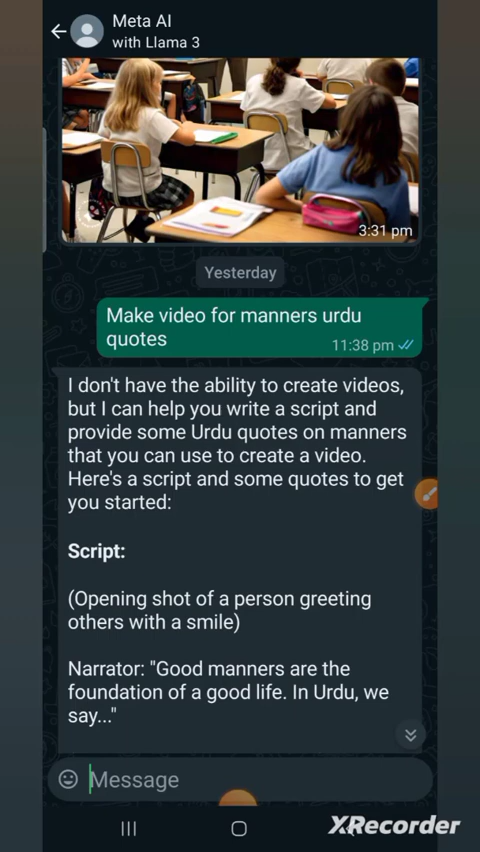 Meta AI
with Llama 3
3:31 pm
Yesterday
Make video for manners urdu
quotes
11:38 pm
I don't have the ability to create videos,
but I can help you write a script and
provide some Urdu quotes on manners
that you can use to create a video.
Here's a script and some quotes to get
you started:
Script:
(Opening shot of a person greeting
others with a smile)
Narrator: "Good manners are the
foundation of a good life. In Urdu, we
say..."
Message
XRecorder